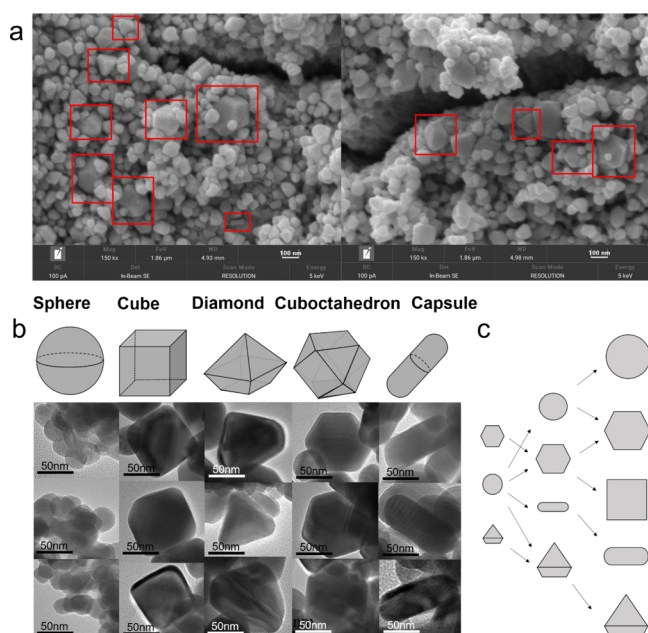 a
Mag FoV WD
150 kx 1.86 μm 4.93 mm 100 nm
BC Det Scan Mode Energy
100 pA In-Beam SE RESOLUTION 5 keV
Mag FoV WD
150 kx 1.86 μm 4.98 mm 100 nm
BC Det Scan Mode Energy
100 pA In-Beam SE RESOLUTION 5 keV
Sphere Cube Diamond Cuboctahedron Capsule
b
c
50nm 50nm 50nm 50nm 50nm
50nm 50nm 50nm 50nm 50nm
50nm 50nm 50nm 50nm 50nm